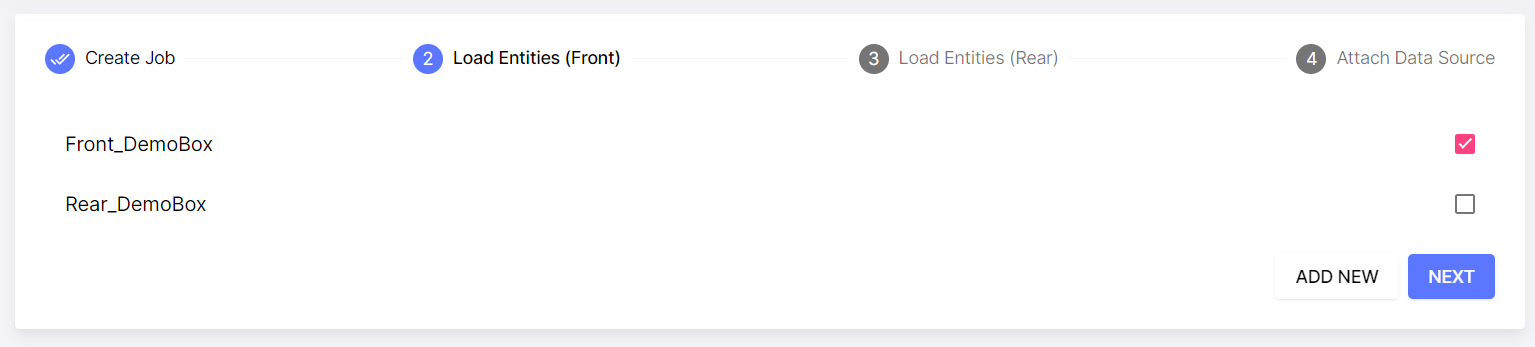 Create Job 2 Load Entities (Front) 3 Load Entities (Rear) 4 Attach Data Source
Front_DemoBox
Rear_DemoBox
ADD NEW NEXT